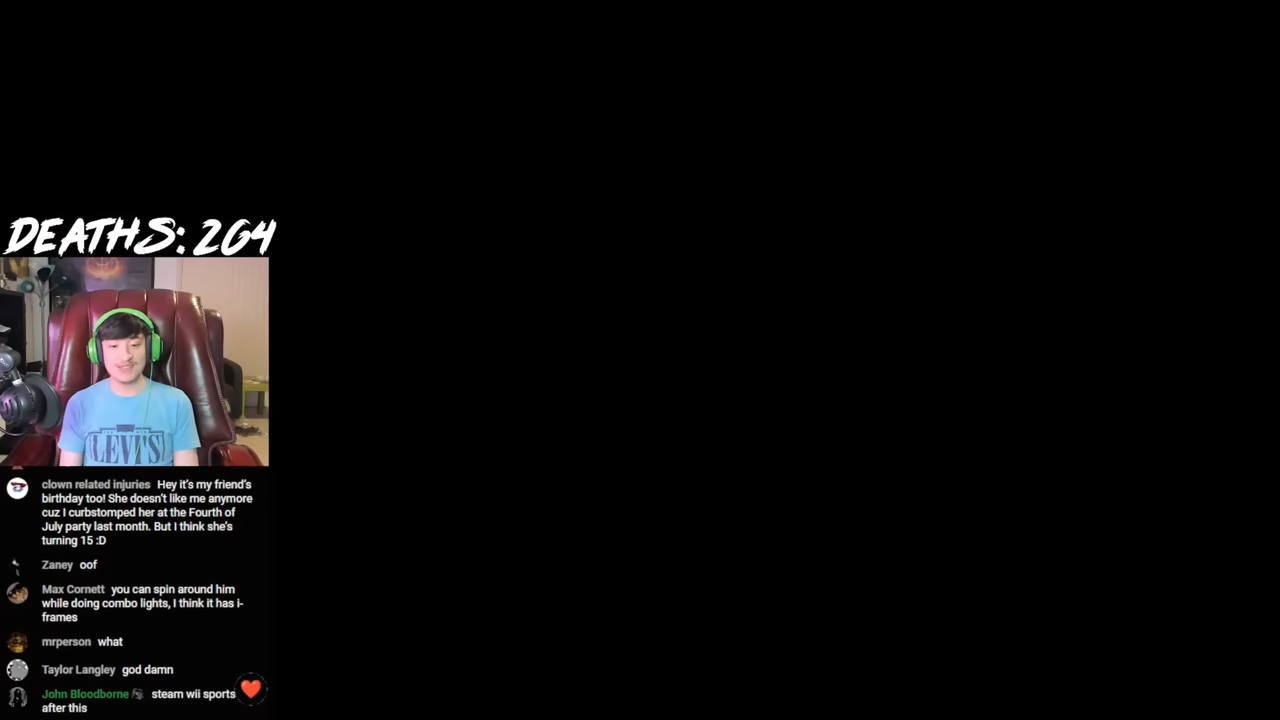 DEATHS: 264
LEVI'S
clown related injuries Hey it's my friend's
birthday too! She doesn't like me anymore
cuz I curbstomped her at the Fourth of
July party last month. But I think she's
turning 15 :D
Zaney oof
Max Cornett you can spin around him
while doing combo lights, I think it has i-
frames
mrperson what
Taylor Langley god damn
John Bloodborne steam wii sports
after this